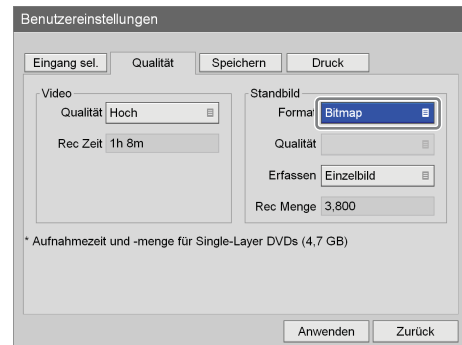 Benutzereinstellungen
Eingang sel. Qualität Speichern Druck
Video
Qualität Hoch
Rec Zeit 1h 8m
Standbild
Format Bitmap
Qualität
Erfassen Einzelbild
Rec Menge 3,800
* Aufnahmezeit und -menge für Single-Layer DVDs (4,7 GB)
Anwenden Zurück